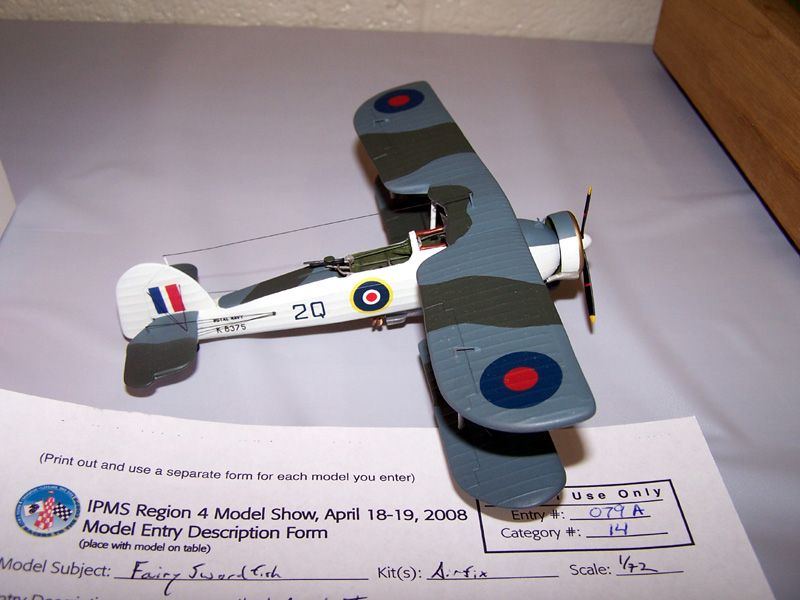 2Q
ROYAL NAVY
K8375
(Print out and use a separate form for each model you enter)
IPMS Region 4 Model Show, April 18-19, 2008
Model Entry Description Form
(place with model on table)
Use Only
Entry #: 079A
Category #: 14
Model Subject: Fairy Swordfish Kit(s): Airfix Scale: 1/72